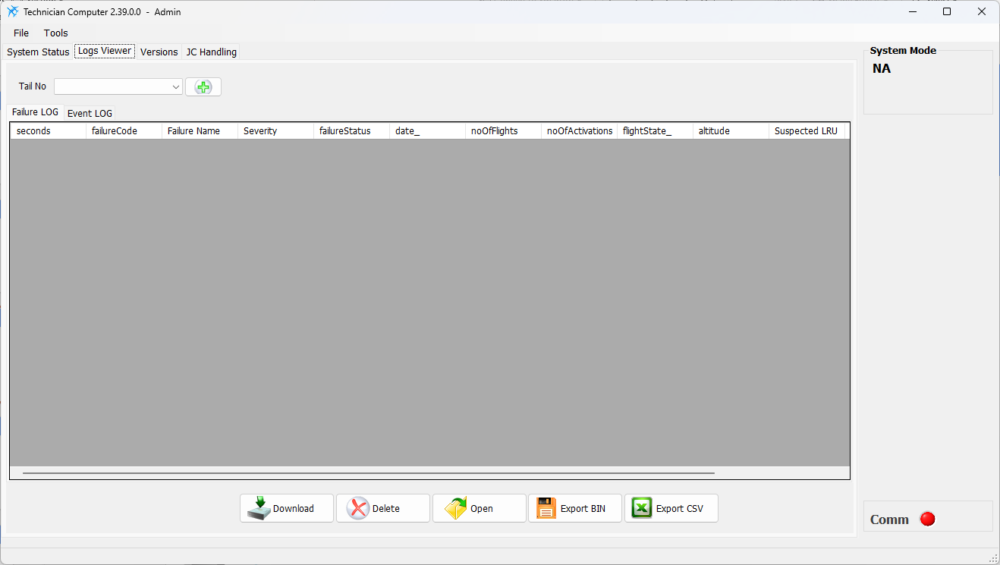 Technician Computer 2.39.0.0 - Admin
File Tools
System Status Logs Viewer Versions JC Handling
System Mode
NA
Tail No
Failure LOG Event LOG
seconds failureCode Failure Name Severity failureStatus date_ noOfFlights noOfActivations flightState_ altitude Suspected LRU
Download Delete Open Export BIN Export CSV
Comm